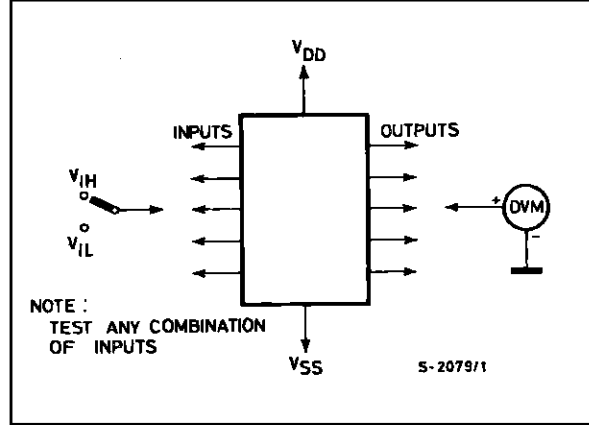 VDD
INPUTS
OUTPUTS
VIH
VIL
+
DVM
-
NOTE :
TEST ANY COMBINATION
OF INPUTS
VSS
S-2079/1